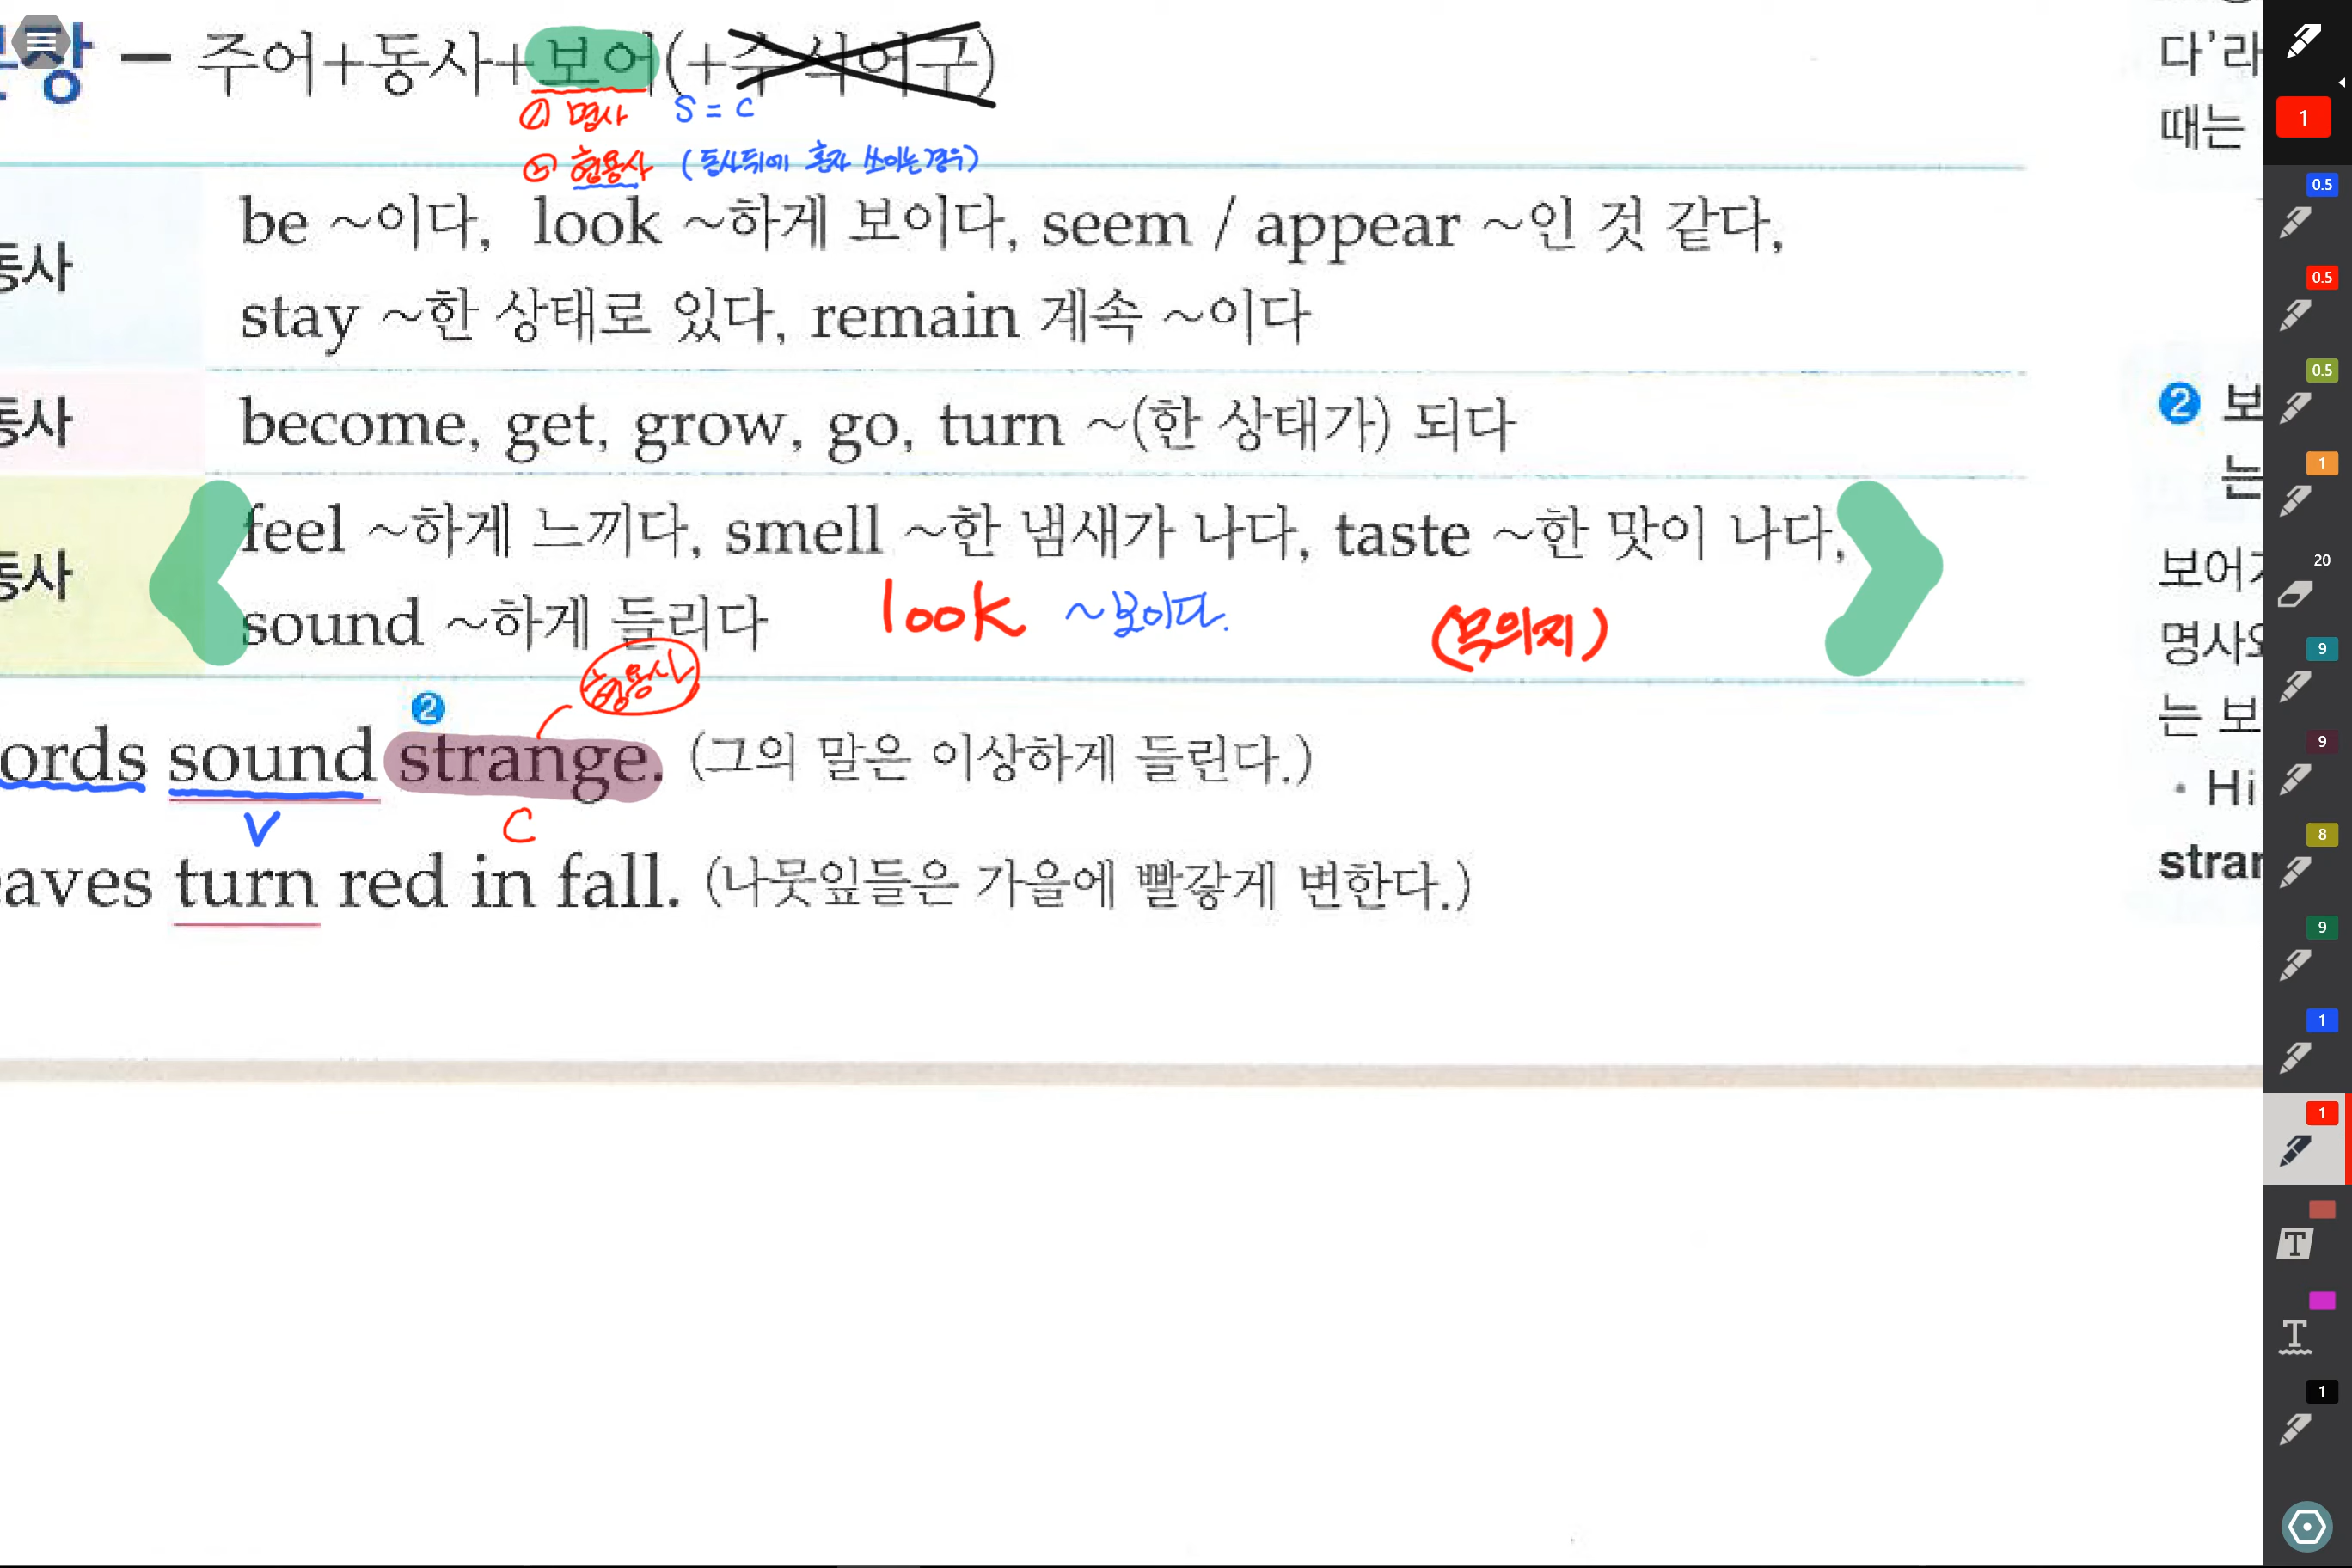 — 주어+동사+보어(+수식어구)
① 명사 S = C
② 형용사 (동사뒤에 혼자 쓰이는경우)
동사
be ~이다, look ~하게 보이다, seem / appear ~인 것 같다,
stay ~한 상태로 있다, remain 계속 ~이다
동사
become, get, grow, go, turn ~(한 상태가) 되다
동사
feel ~하게 느끼다, smell ~한 냄새가 나다, taste ~한 맛이 나다,
sound ~하게 들리다 look ~보이다. (무의지)
형용사
2
ords sound strange. (그의 말은 이상하게 들린다.)
V C
eaves turn red in fall. (나뭇잎들은 가을에 빨갛게 변한다.)
다'라
때는
2 보
는
보어가
명사와
는 보
• Hi
stran
1
0.5
0.5
0.5
1
20
9
9
8
9
1
1
T
T
1